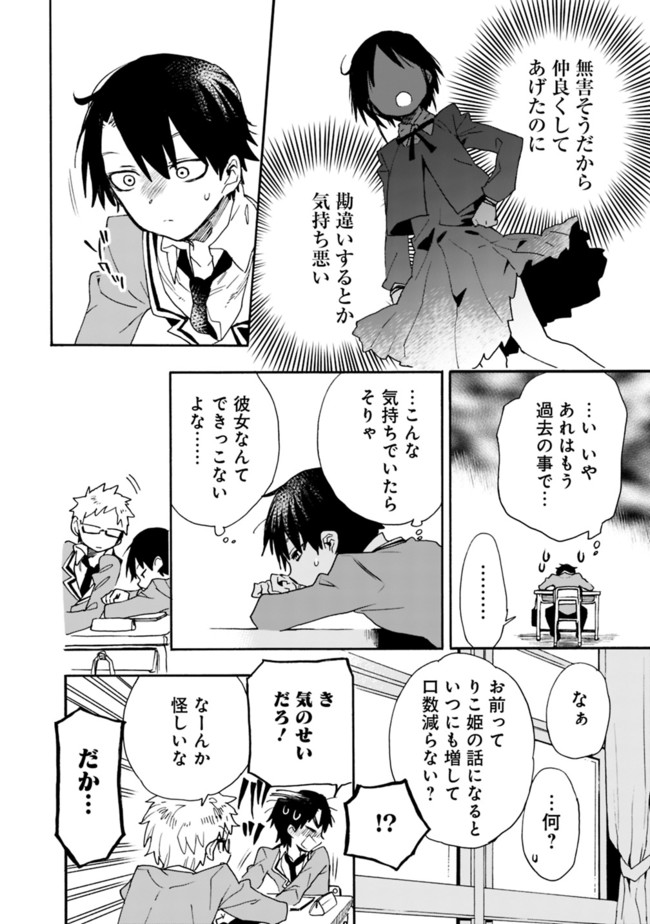 無害そうだから
仲良くして
あげたのに
勘違いするとか
気持ち悪い
…い いや
あれはもう
過去の事で…
………
…こんな
気持ちでいたら
そりゃ
彼女なんて
できっこない
よな……
なぁ
…何?
お前って
りこ姫の話になると
いつにも増して
口数減らない?
!?
き
気のせい
だろ!
なーんか
怪しいな
だか…